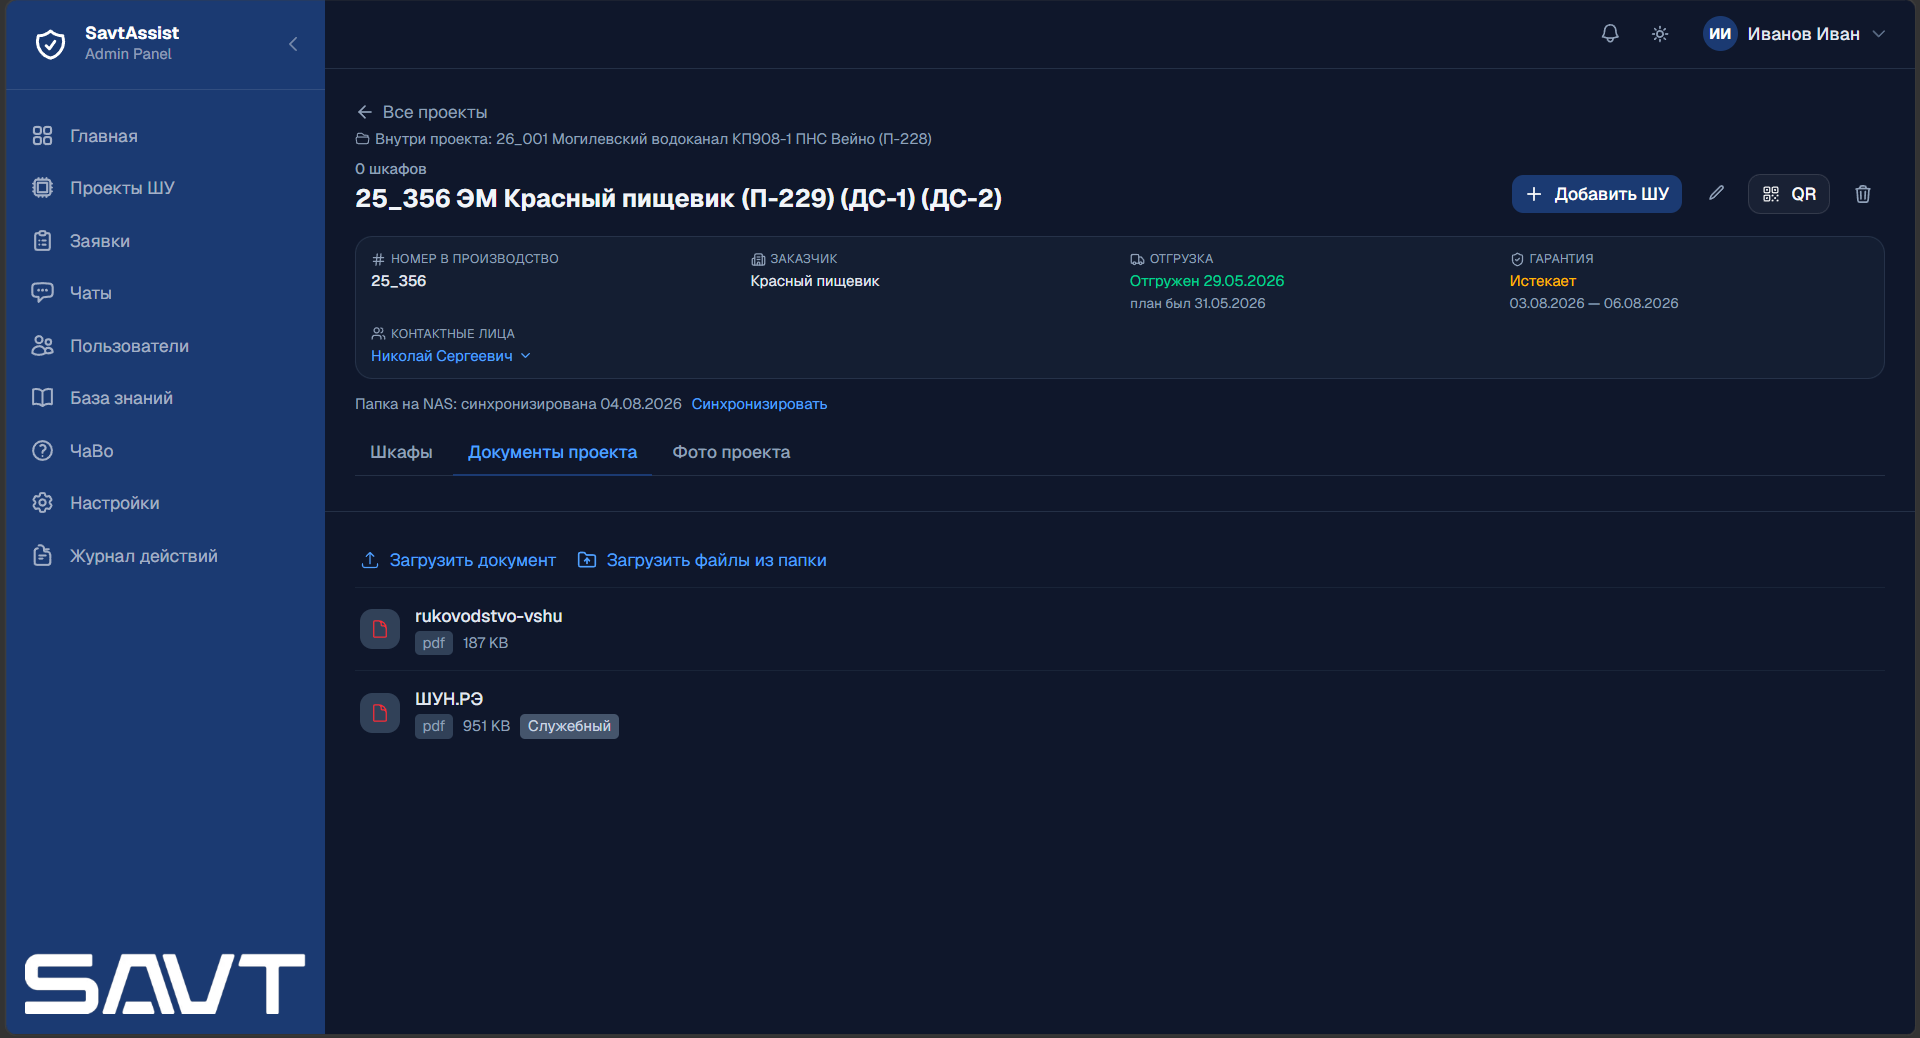 SavtAssist
Admin Panel
Главная
Проекты ШУ
Заявки
Чаты
Пользователи
База знаний
ЧаВо
Настройки
Журнал действий
SAVT
ИИ Иванов Иван
Все проекты
Внутри проекта: 26_001 Могилевский водоканал КП908-1 ПНС Вейно (П-228)
0 шкафов
25_356 ЭМ Красный пищевик (П-229) (ДС-1) (ДС-2)
Добавить ШУ
QR
НОМЕР В ПРОИЗВОДСТВО
25_356
ЗАКАЗЧИК
Красный пищевик
ОТГРУЗКА
Отгружен 29.05.2026
план был 31.05.2026
ГАРАНТИЯ
Истекает
03.08.2026 — 06.08.2026
КОНТАКТНЫЕ ЛИЦА
Николай Сергеевич
Папка на NAS: синхронизирована 04.08.2026 Синхронизировать
Шкафы Документы проекта Фото проекта
Загрузить документ Загрузить файлы из папки
rukovodstvo-vshu
pdf 187 KB
ШУН.РЭ
pdf 951 KB Служебный